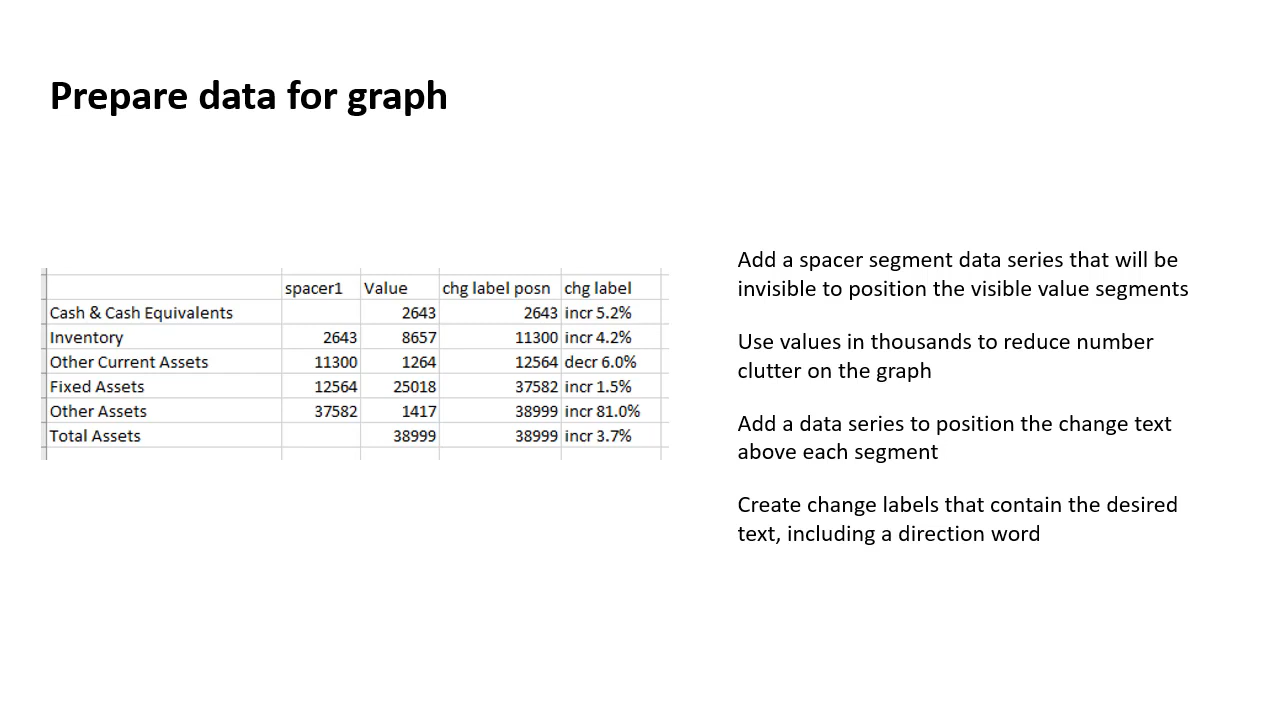 Prepare data for graph
spacer1 Value chg label posn chg label
Cash & Cash Equivalents 2643 2643 incr 5.2%
Inventory 2643 8657 11300 incr 4.2%
Other Current Assets 11300 1264 12564 decr 6.0%
Fixed Assets 12564 25018 37582 incr 1.5%
Other Assets 37582 1417 38999 incr 81.0%
Total Assets 38999 38999 incr 3.7%
Add a spacer segment data series that will be
invisible to position the visible value segments
Use values in thousands to reduce number
clutter on the graph
Add a data series to position the change text
above each segment
Create change labels that contain the desired
text, including a direction word